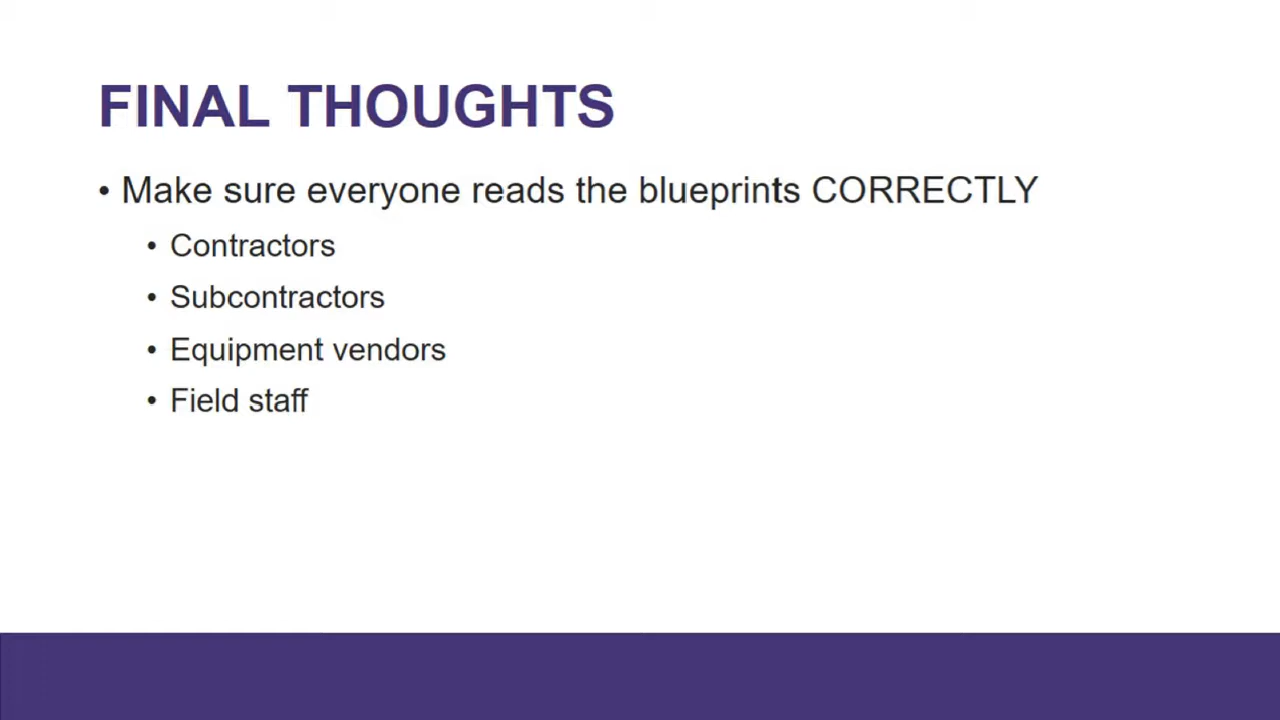 FINAL THOUGHTS
• Make sure everyone reads the blueprints CORRECTLY
• Contractors
• Subcontractors
• Equipment vendors
• Field staff